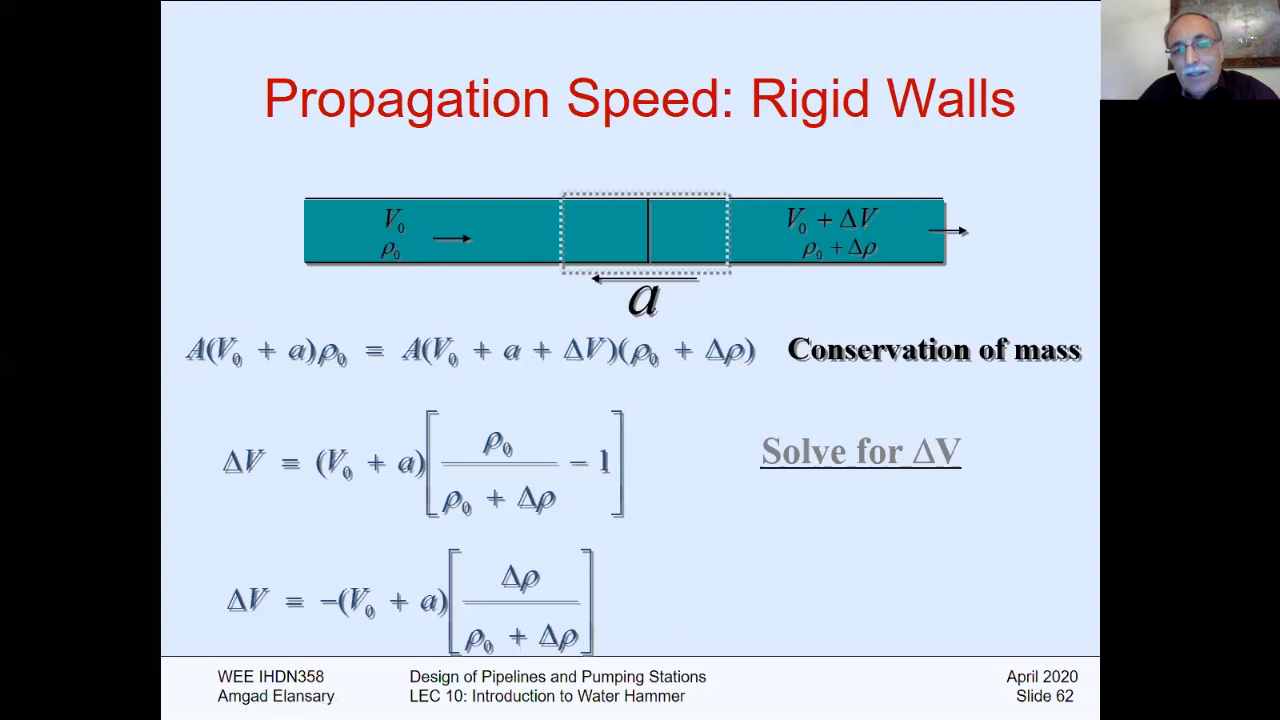 Propagation Speed: Rigid Walls
V₀
ρ₀
V₀ + ΔV
ρ₀ + Δρ
a
A(V₀ + a)ρ₀ = A(V₀ + a + ΔV)(ρ₀ + Δρ) Conservation of mass
ΔV = (V₀ + a)[ρ₀ / (ρ₀ + Δρ) − 1]
Solve for ΔV
ΔV = −(V₀ + a)[Δρ / (ρ₀ + Δρ)]
WEE IHDN358 Design of Pipelines and Pumping Stations April 2020
Amgad Elansary LEC 10: Introduction to Water Hammer Slide 62